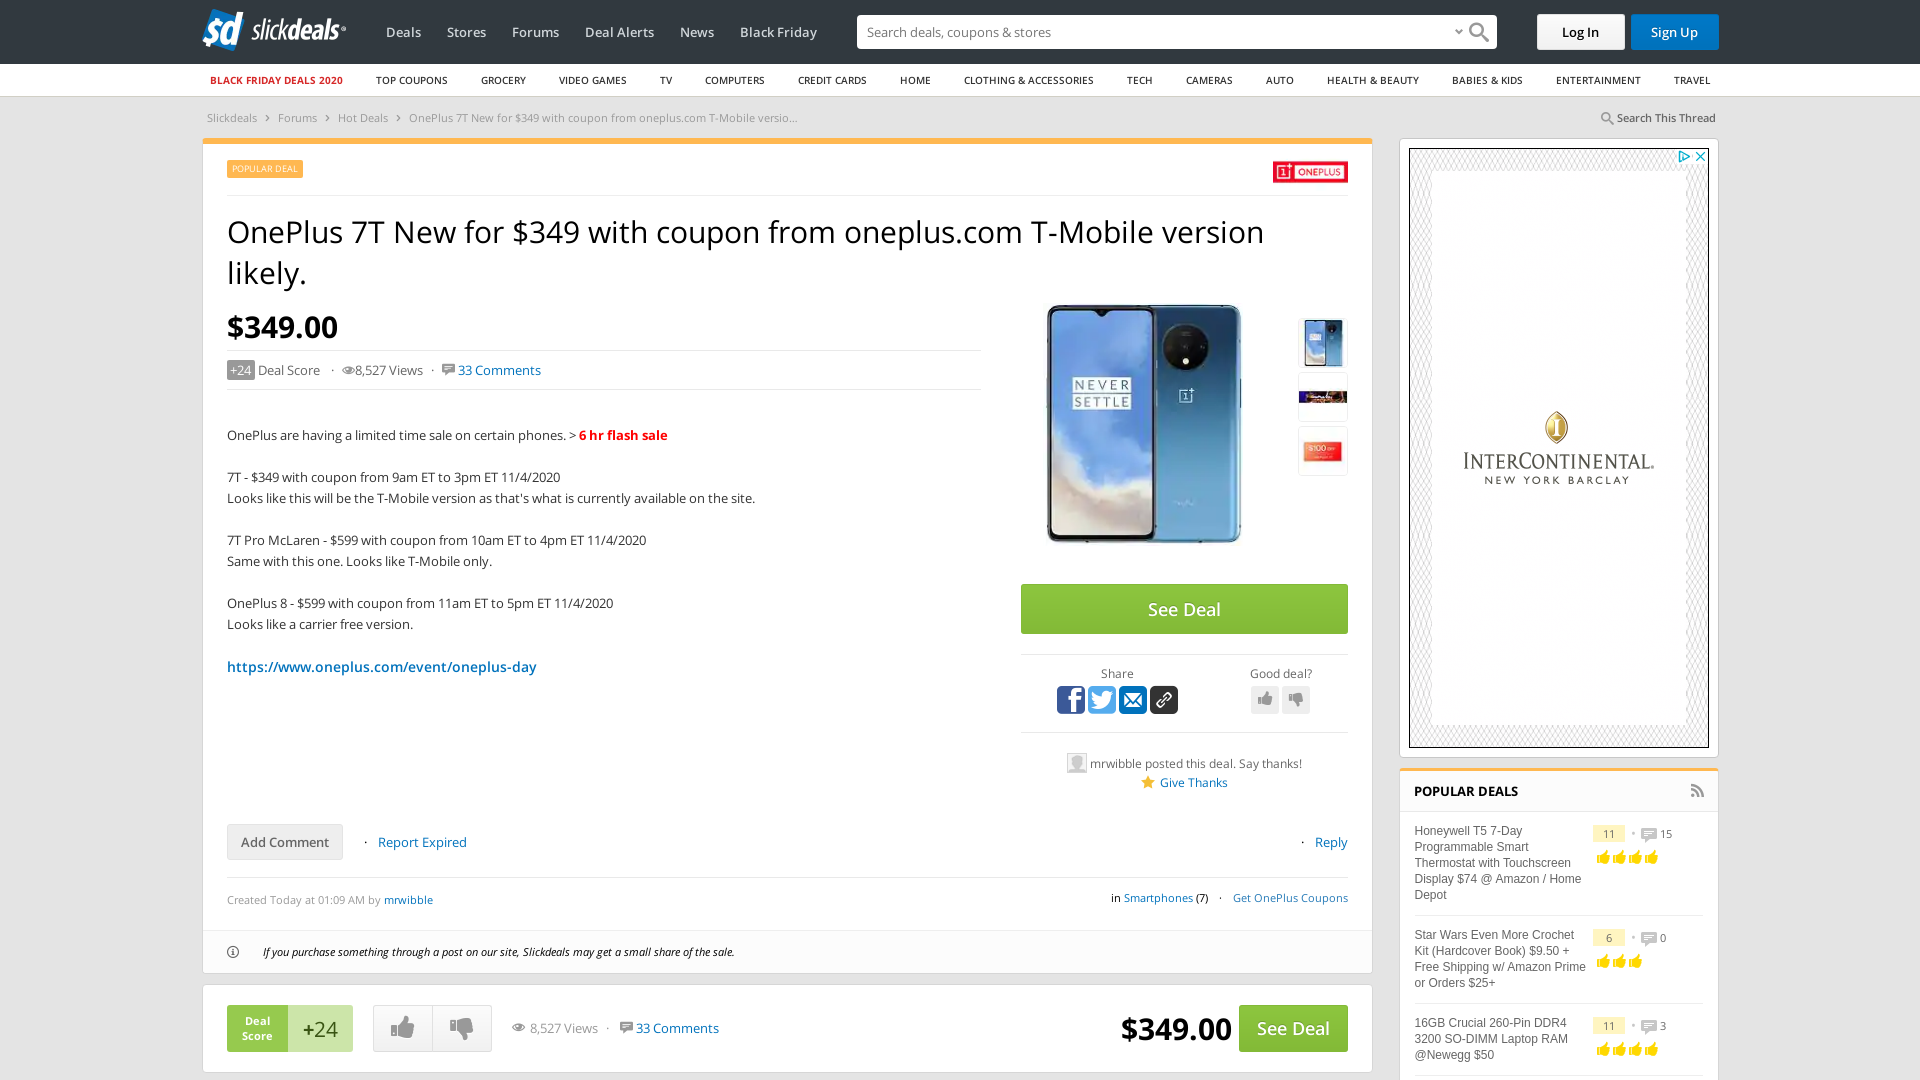 sd slickdeals
Deals Stores Forums Deal Alerts News Black Friday
Search deals, coupons & shops
Log In Sign Up
BLACK FRIDAY DEALS 2020 TOP COUPONS GROCERY VIDEO GAMES TV COMPUTERS CREDIT CARDS HOME CLOTHING & ACCESSORIES TECH CAMERAS AUTO HEALTH & BEAUTY BABIES & KIDS ENTERTAINMENT TRAVEL
Slickdeals › Forums › Hot Deals › OnePlus 7T New for $349 with coupon from oneplus.com T-Mobile versio...
Search This Thread
POPULAR DEAL
1+ ONEPLUS
OnePlus 7T New for $349 with coupon from oneplus.com T-Mobile version
likely.
$349.00
+24 Deal Score · 8,527 Views · 33 Comments
NEVER
SETTLE
$100
OnePlus are having a limited time sale on certain phones. > 6 hr flash sale
7T - $349 with coupon from 9am ET to 3pm ET 11/4/2020
Looks like this will be the T-Mobile version as that's what is currently available on the site.
7T Pro McLaren - $599 with coupon from 10am ET to 4pm ET 11/4/2020
Same with this one. Looks like T-Mobile only.
OnePlus 8 - $599 with coupon from 11am ET to 5pm ET 11/4/2020
Looks like a carrier free version.
https://www.oneplus.com/event/oneplus-day
See Deal
Share
Good deal?
mrwibble posted this deal. Say thanks!
Give Thanks
Add Comment · Report Expired
· Reply
Created Today at 01:09 AM by mrwibble
in Smartphones (7) · Get OnePlus Coupons
If you purchase something through a post on our site, Slickdeals may get a small share of the sale.
Deal
Score
+24
8,527 Views · 33 Comments
$349.00
See Deal
INTERCONTINENTAL
NEW YORK BARCLAY
POPULAR DEALS
Honeywell T5 7-Day
Programmable Smart
Thermostat with Touchscreen
Display $74 @ Amazon / Home
Depot
11 • 15
Star Wars Even More Crochet
Kit (Hardcover Book) $9.50 +
Free Shipping w/ Amazon Prime
or Orders $25+
6 • 0
16GB Crucial 260-Pin DDR4
3200 SO-DIMM Laptop RAM
@Newegg $50
11 • 3